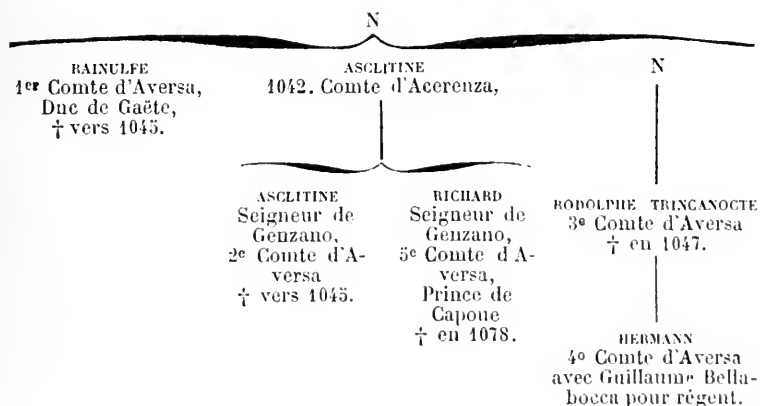 N
RAINULFE
1er Comte d'Aversa,
Duc de Gaëte,
† vers 1045.
ASCLITINE
1042. Comte d'Acerenza,
N
ASCLITINE
Seigneur de
Genzano,
2e Comte d'A-
versa
† vers 1045.
RICHARD
Seigneur de
Genzano,
5e Comte d'A-
versa,
Prince de
Capoue
† en 1078.
RODOLPHE TRINCANOCTE
3e Comte d'Aversa
† en 1047.
HERMANN
4o Comte d'Aversa
avec Guillaume Bella-
bocca pour régent.